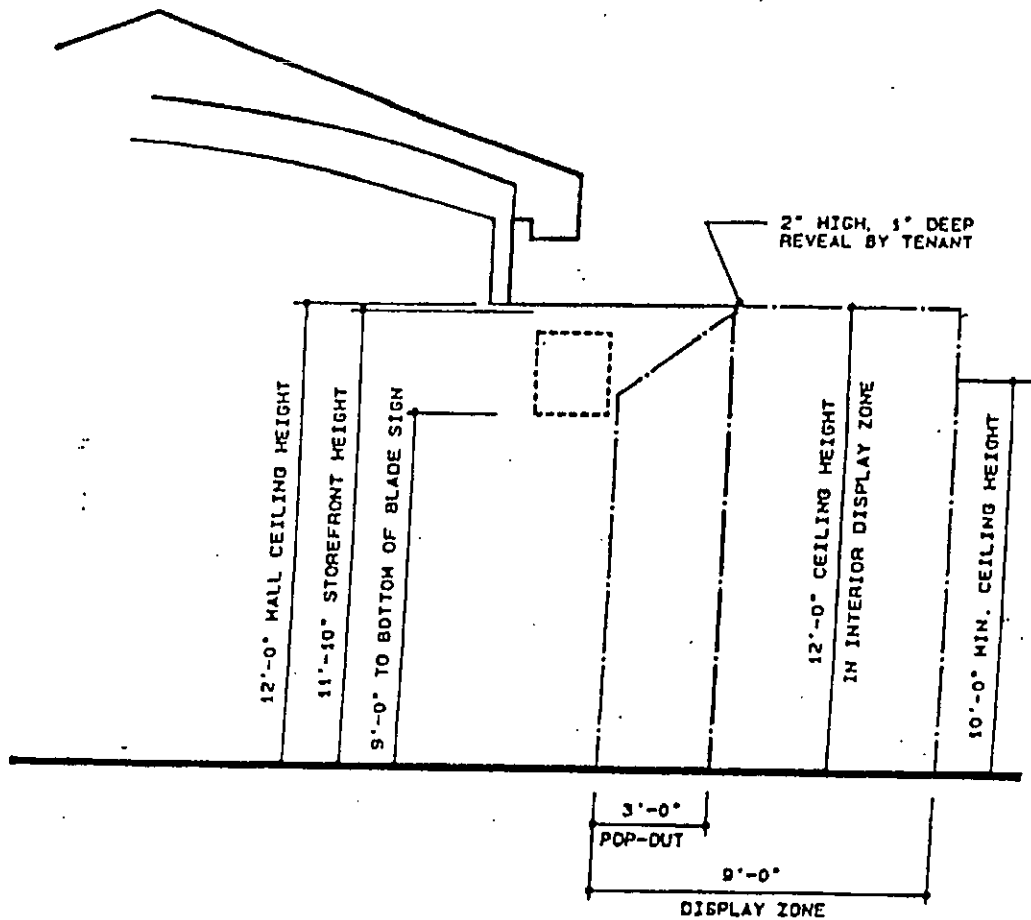 2" HIGH, 1" DEEP
REVEAL BY TENANT
12'-0" MALL CEILING HEIGHT
11'-10" STOREFRONT HEIGHT
9'-0" TO BOTTOM OF BLADE SIGN
12'-0" CEILING HEIGHT
IN INTERIOR DISPLAY ZONE
10'-0" MIN. CEILING HEIGHT
3'-0"
POP-OUT
9'-0"
DISPLAY ZONE